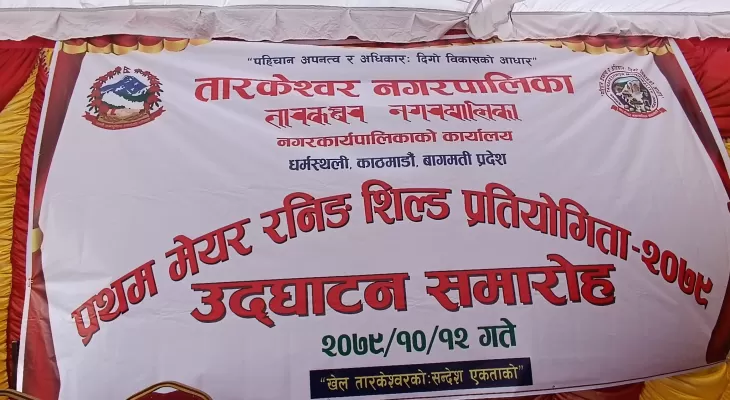 "पहिचान अपनत्व र अधिकार: दिगो विकासको आधार"
तारकेश्वर नगरपालिका
नगरकार्यपालिकाको कार्यालय
धर्मस्थली, काठमाडौं, बागमती प्रदेश
प्रथम मेयर रनिङ शिल्ड प्रतियोगिता-२०७९
उद्घाटन समारोह
२०७९/१०/१२ गते
"खेल तारकेश्वरको:सन्देश एकताको"